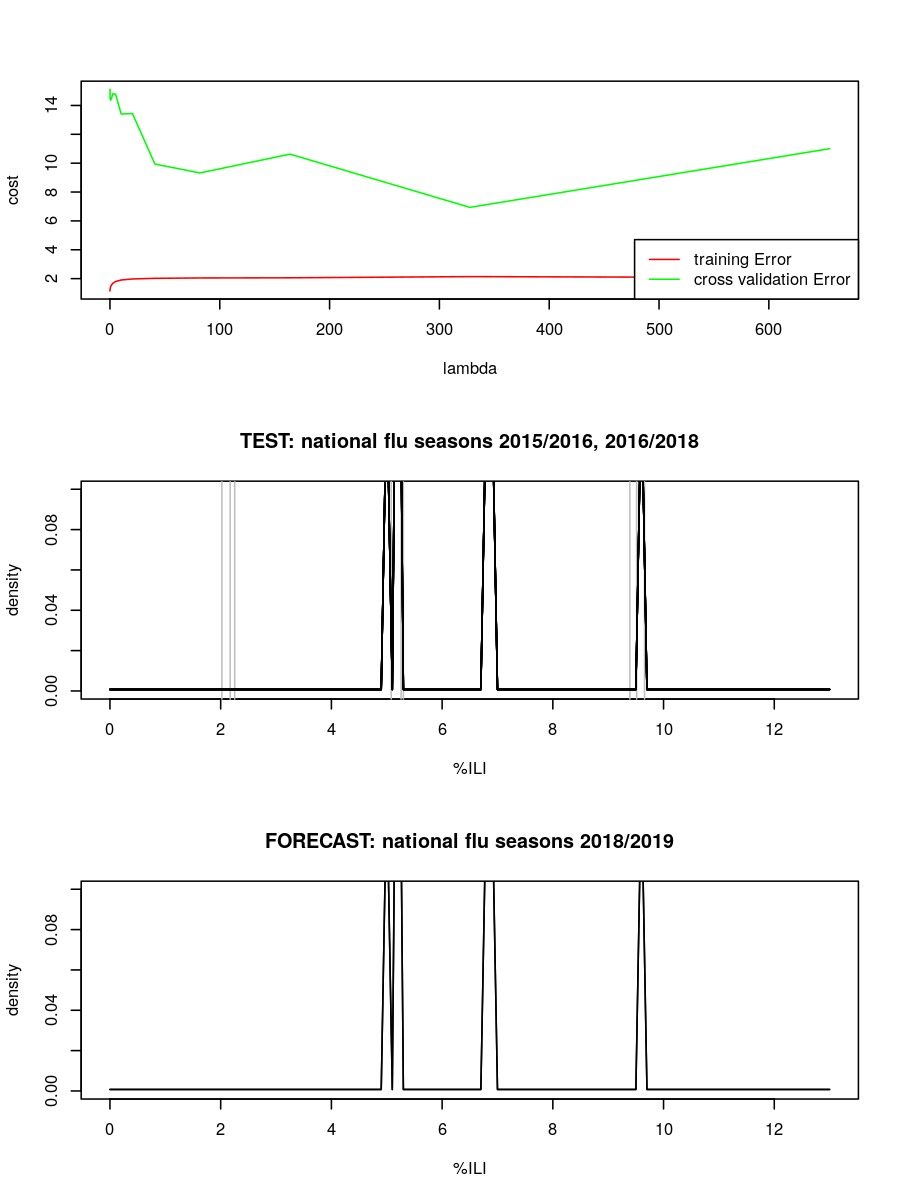 14
10
8
6
4
2
cost
training Error
cross validation Error
0 100 200 300 400 500 600
lambda
TEST: national flu seasons 2015/2016, 2016/2018
0.08
0.04
0.00
density
0 2 4 6 8 10 12
%ILI
FORECAST: national flu seasons 2018/2019
0.08
0.04
0.00
density
0 2 4 6 8 10 12
%ILI